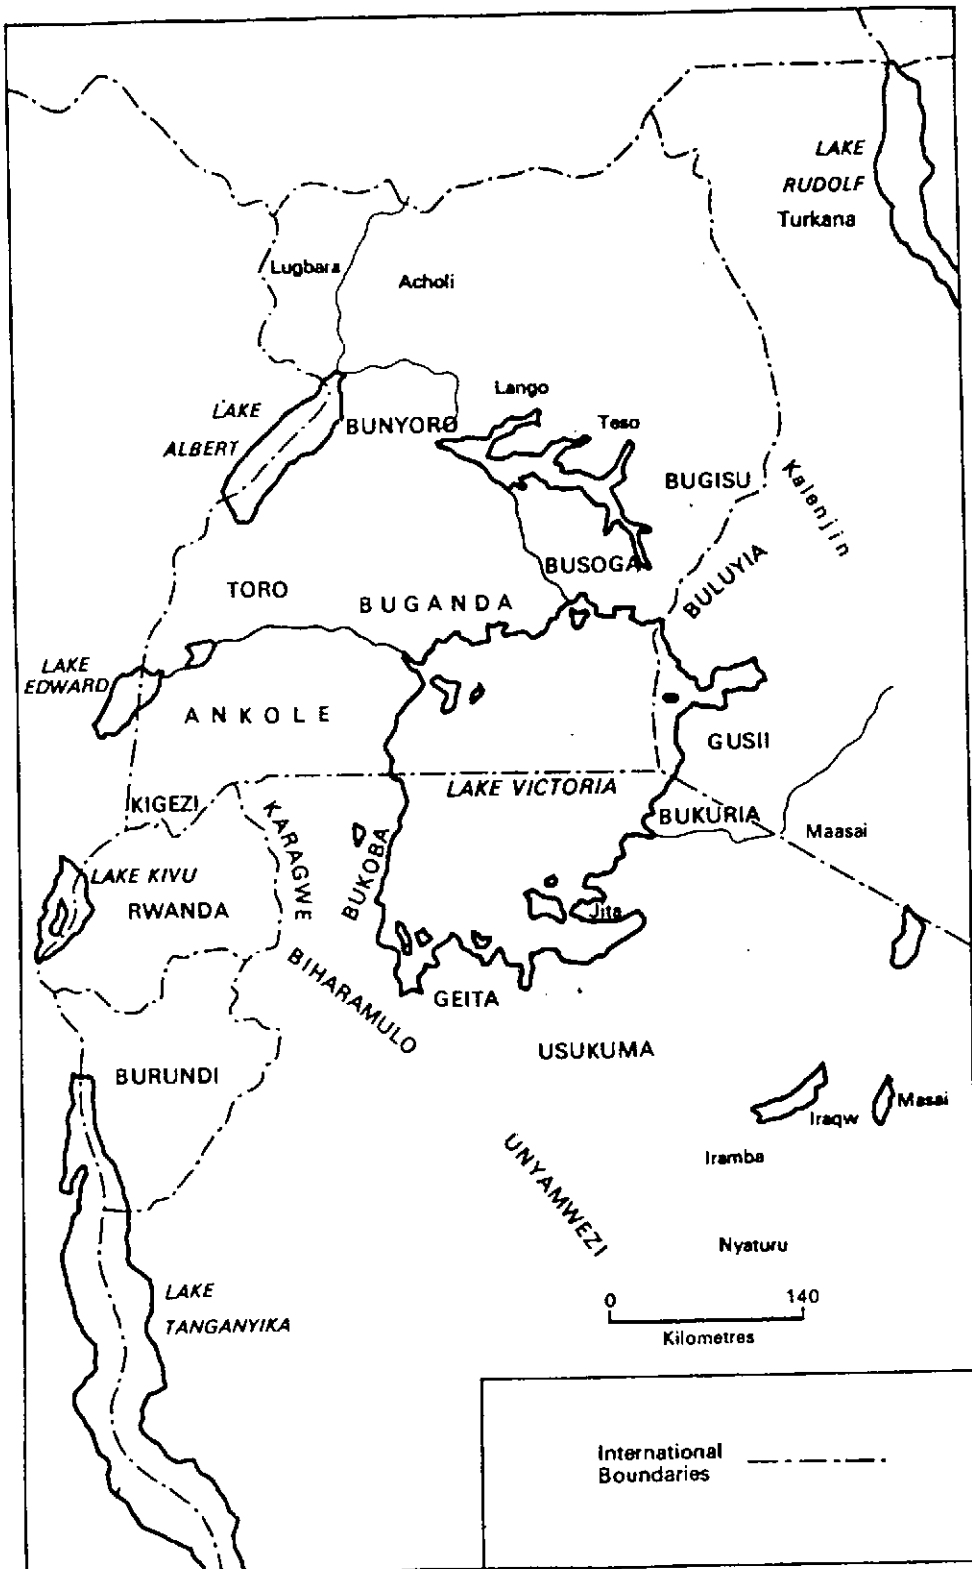 LAKE
RUDOLF
Turkana
Lugbara
Acholi
Lango
LAKE
ALBERT
BUNYORO
Teso
BUGISU
Kalenjin
BUSOGA
BULUYIA
TORO
BUGANDA
LAKE
EDWARD
ANKOLE
GUSII
LAKE VICTORIA
KIGEZI
KARAGWE
BUKOBA
BUKURIA
Maasai
LAKE KIVU
RWANDA
Jita
BIHARAMULO
GEITA
USUKUMA
BURUNDI
Masai
Iraqw
Iramba
UNYAMWEZI
Nyaturu
LAKE
TANGANYIKA
0 140
Kilometres
International
Boundaries